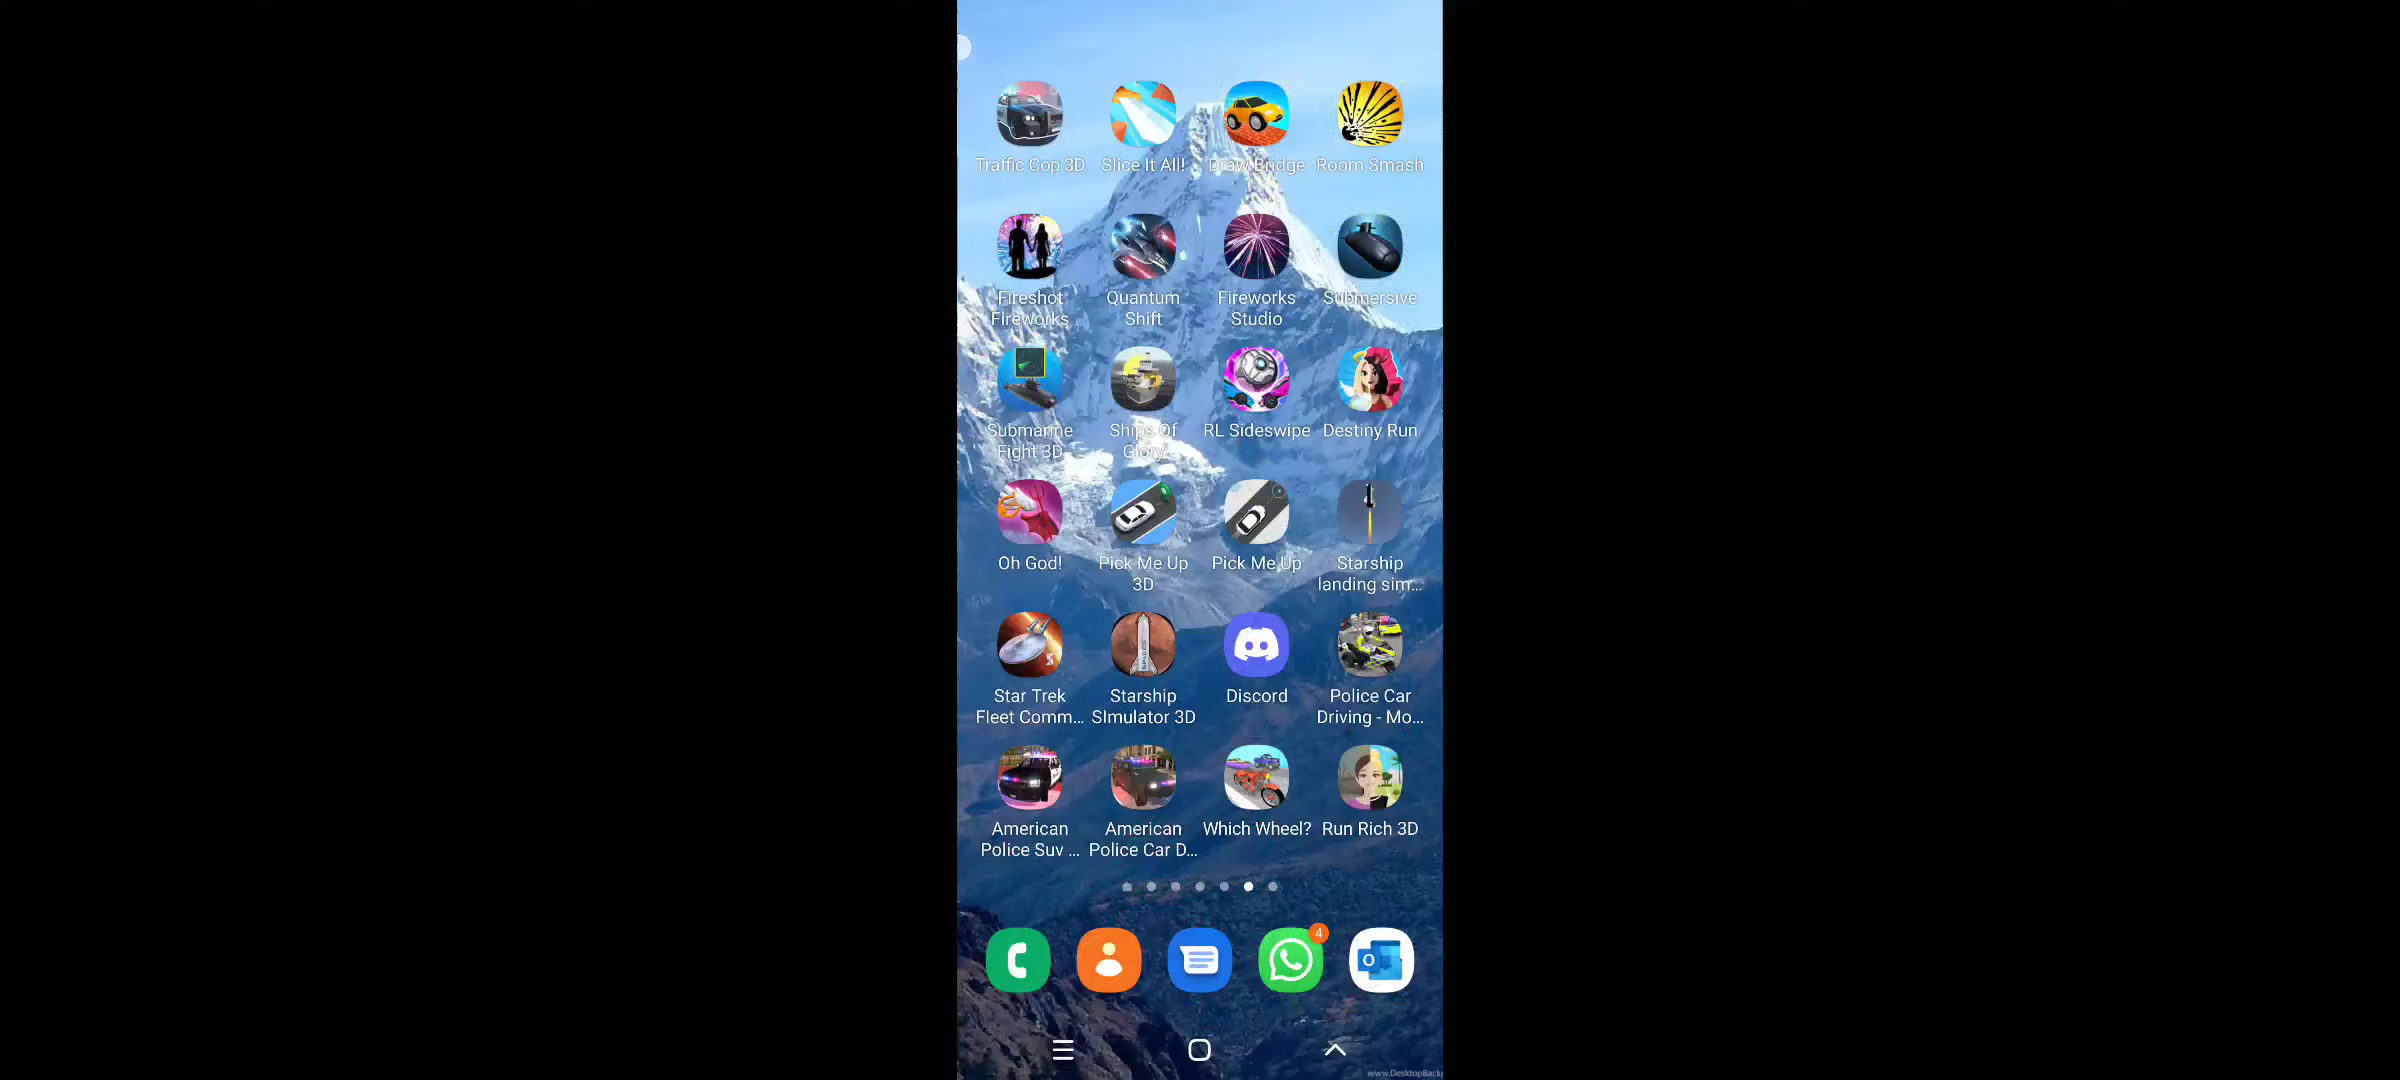 Traffic Cop 3D
Slice It All!
Draw Bridge
Room Smash
Fireshot
Fireworks
Quantum
Shift
Fireworks
Studio
Submersive
Submarine
Fight 3D
Ships Of
Glory
RL Sideswipe
Destiny Run
Oh God!
Pick Me Up
3D
Pick Me Up
Starship
landing sim...
Star Trek
Fleet Comm...
Starship
SImulator 3D
Discord
Police Car
Driving - Mo...
American
Police Suv ...
American
Police Car D...
Which Wheel?
Run Rich 3D
4
O
www.DesktopBack